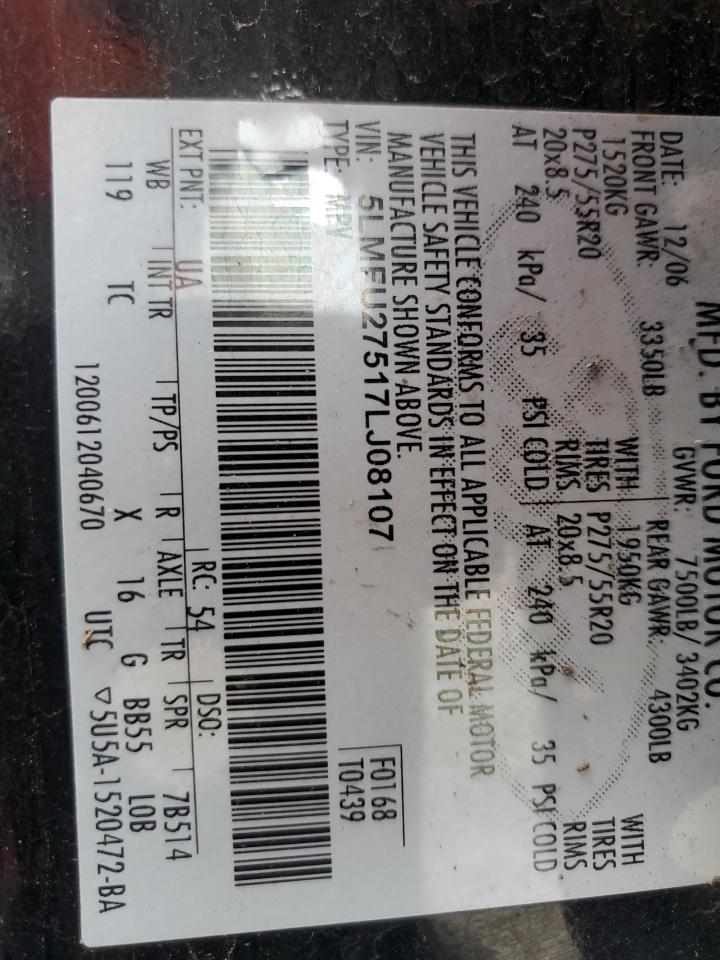 MFD. BY FORD MOTOR CO.
DATE: 12/06 GVWR: 7500LB/ 3402KG
FRONT GAWR: 3350LB REAR GAWR: 4300LB
1520KG WITH 1950KG WITH
P275/55R20 TIRES P275/55R20 TIRES
20x8.5 RIMS 20x8.5 RIMS
AT 240 kPa/ 35 PSI COLD AT 240 kPa/ 35 PSI COLD
THIS VEHICLE CONFORMS TO ALL APPLICABLE FEDERAL MOTOR
VEHICLE SAFETY STANDARDS IN EFFECT ON THE DATE OF
MANUFACTURE SHOWN ABOVE.
VIN: 5LMFU27517LJ08107 F0168
TYPE: MPV T0439
EXT PNT: UA RC: 54 DSO:
WB INT TR TP/PS R AXLE TR SPR 7B514
119 TC X 16 G BB55 LOB
1200612040670 UTC ▽5U5A-1520472-BA